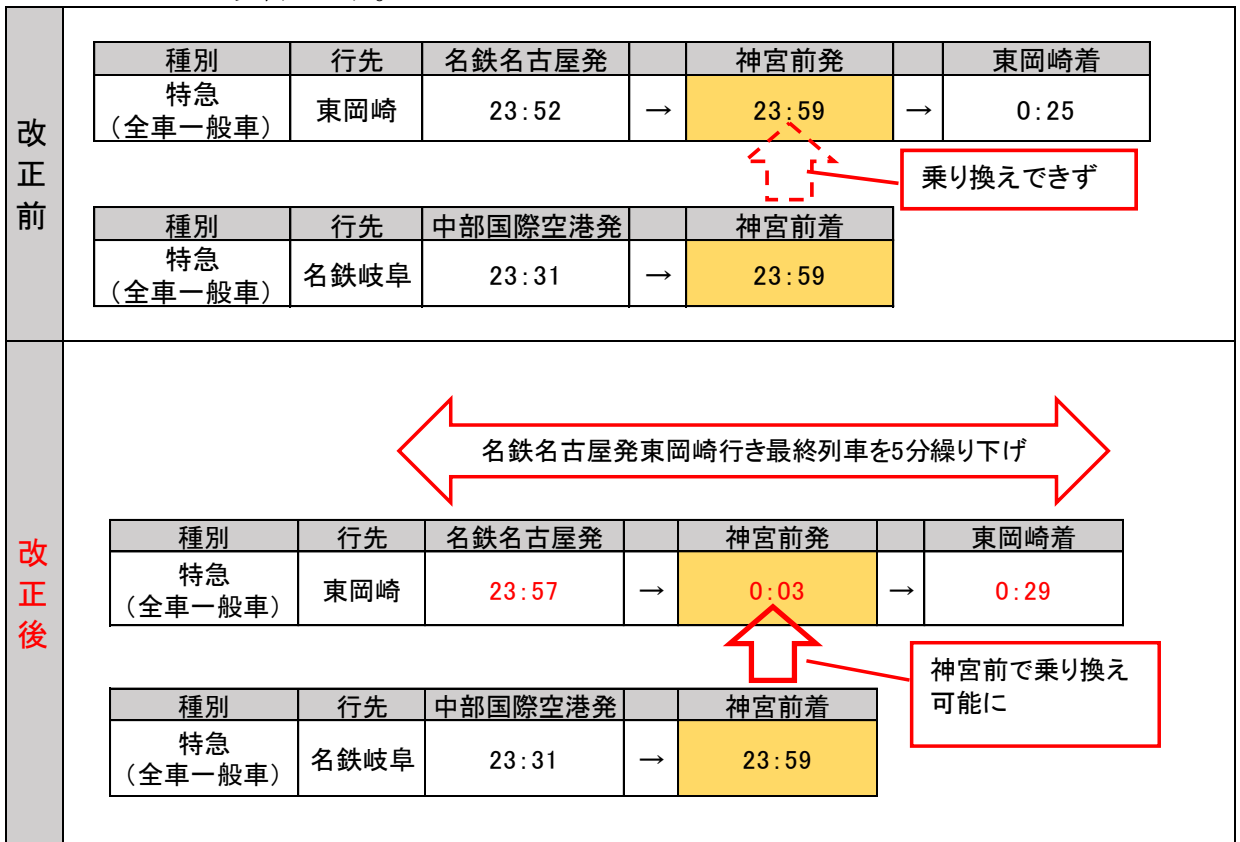 改正前
種別 行先 名鉄名古屋発 神宮前発 東岡崎着
特急
(全車一般車) 東岡崎 23:52 → 23:59 → 0:25
乗り換えできず
種別 行先 中部国際空港発 神宮前着
特急
(全車一般車) 名鉄岐阜 23:31 → 23:59
改正後
名鉄名古屋発東岡崎行き最終列車を5分繰り下げ
種別 行先 名鉄名古屋発 神宮前発 東岡崎着
特急
(全車一般車) 東岡崎 23:57 → 0:03 → 0:29
神宮前で乗り換え
可能に
種別 行先 中部国際空港発 神宮前着
特急
(全車一般車) 名鉄岐阜 23:31 → 23:59